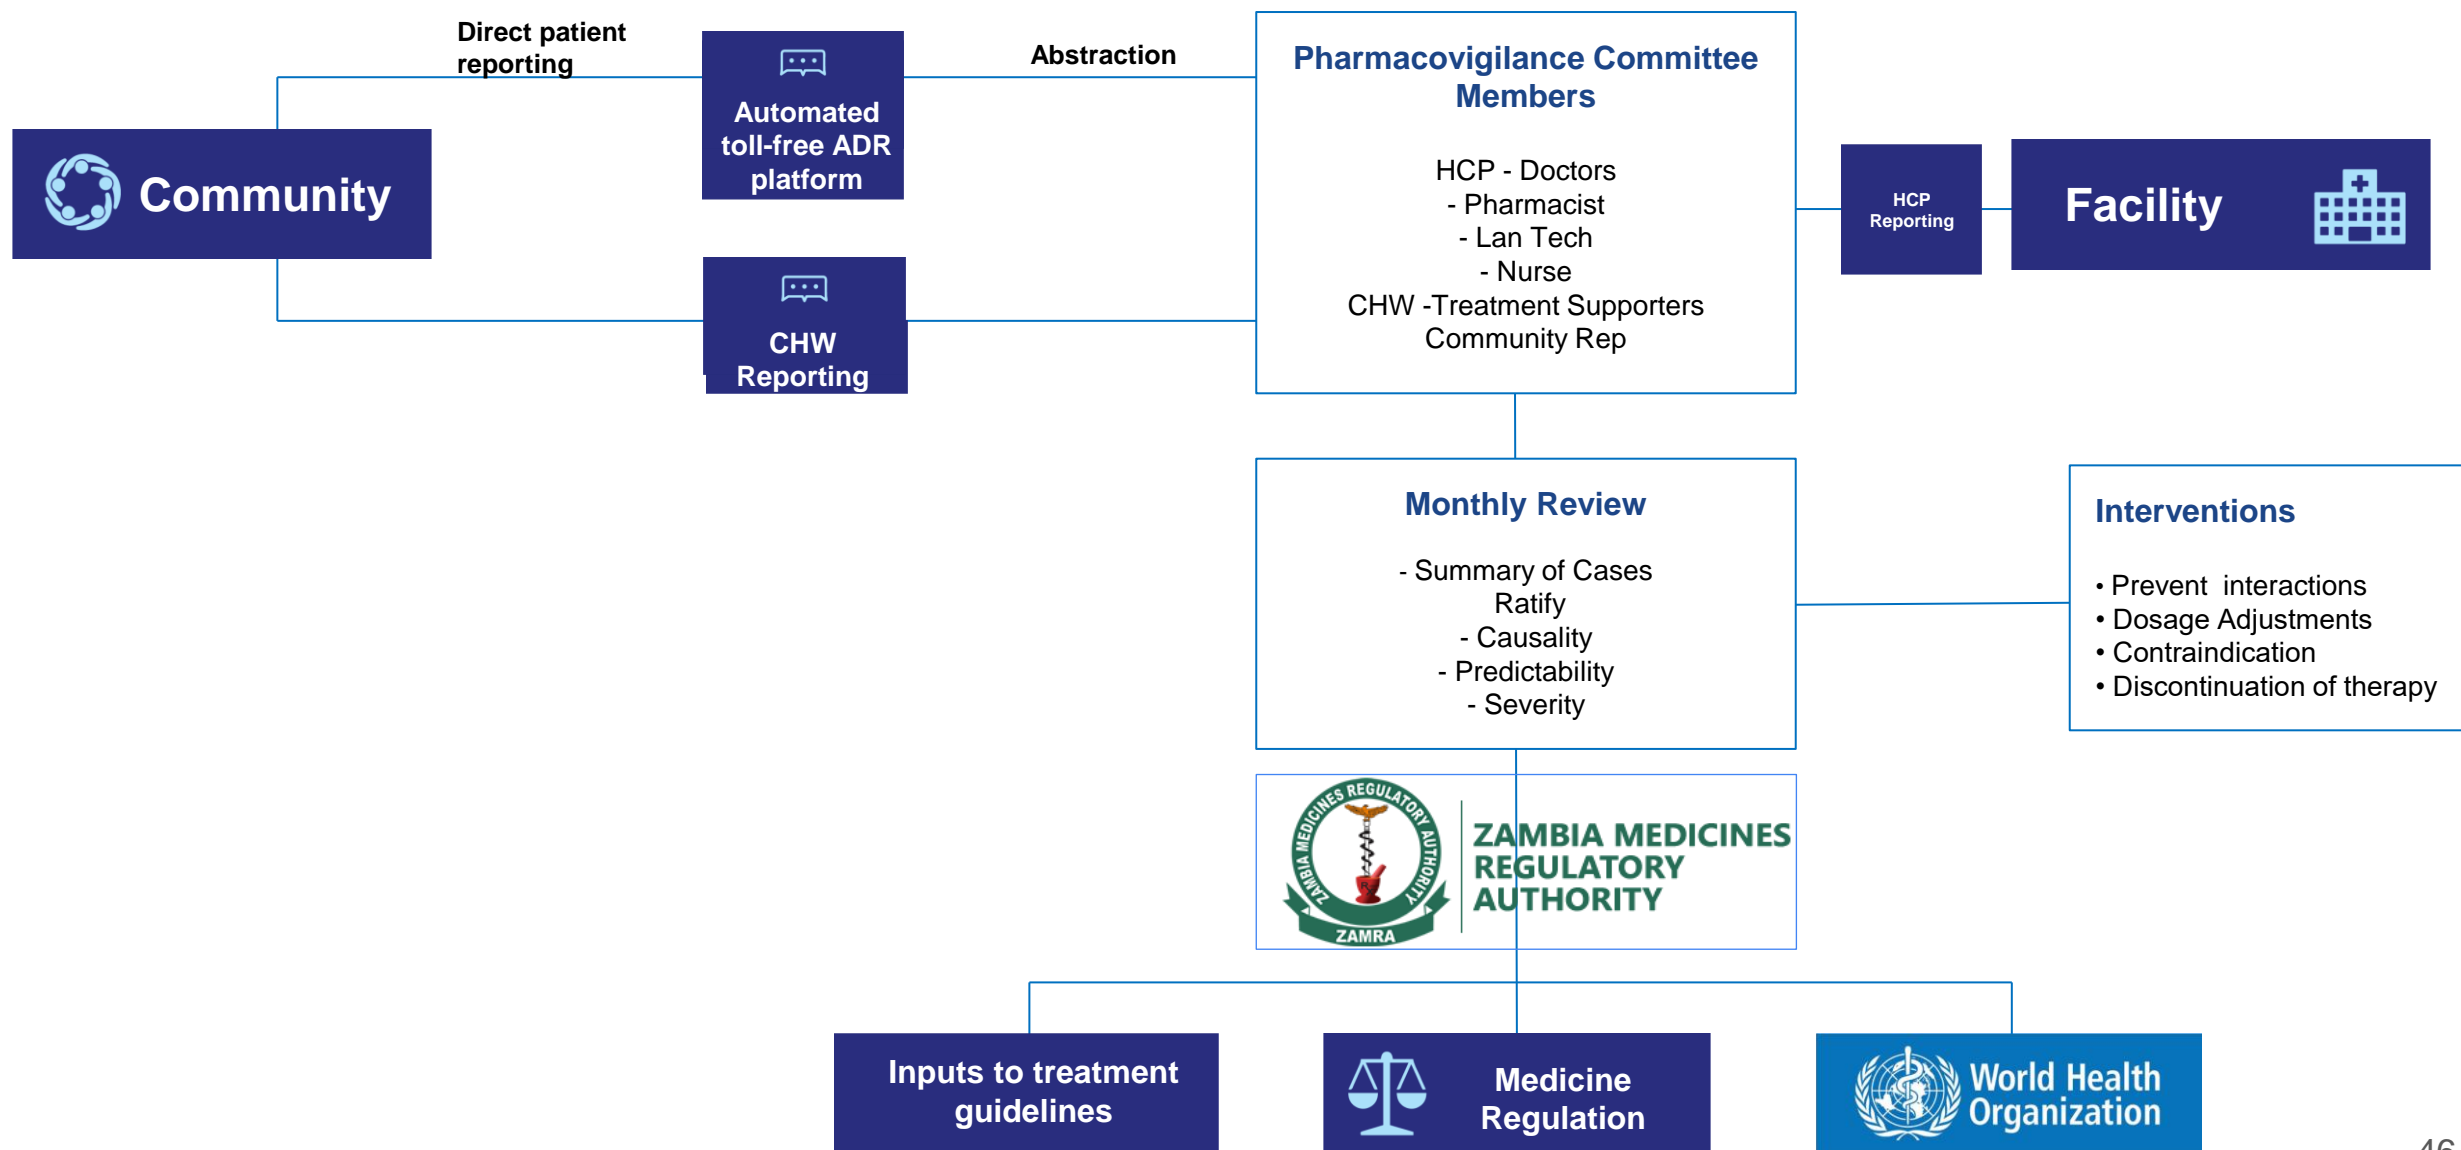 Direct patient
reporting
Automated
toll-free ADR
platform
Abstraction
Community
CHW
Reporting
Pharmacovigilance Committee
Members
HCP - Doctors
- Pharmacist
- Lan Tech
- Nurse
CHW -Treatment Supporters
Community Rep
HCP
Reporting
Facility
Monthly Review
- Summary of Cases
Ratify
- Causality
- Predictability
- Severity
Interventions
• Prevent  interactions
• Dosage Adjustments
• Contraindication
• Discontinuation of therapy
ZAMBIA MEDICINES REGULATORY AUTHORITY
ZAMRA
ZAMBIA MEDICINES
REGULATORY
AUTHORITY
Inputs to treatment
guidelines
Medicine
Regulation
World Health
Organization
46